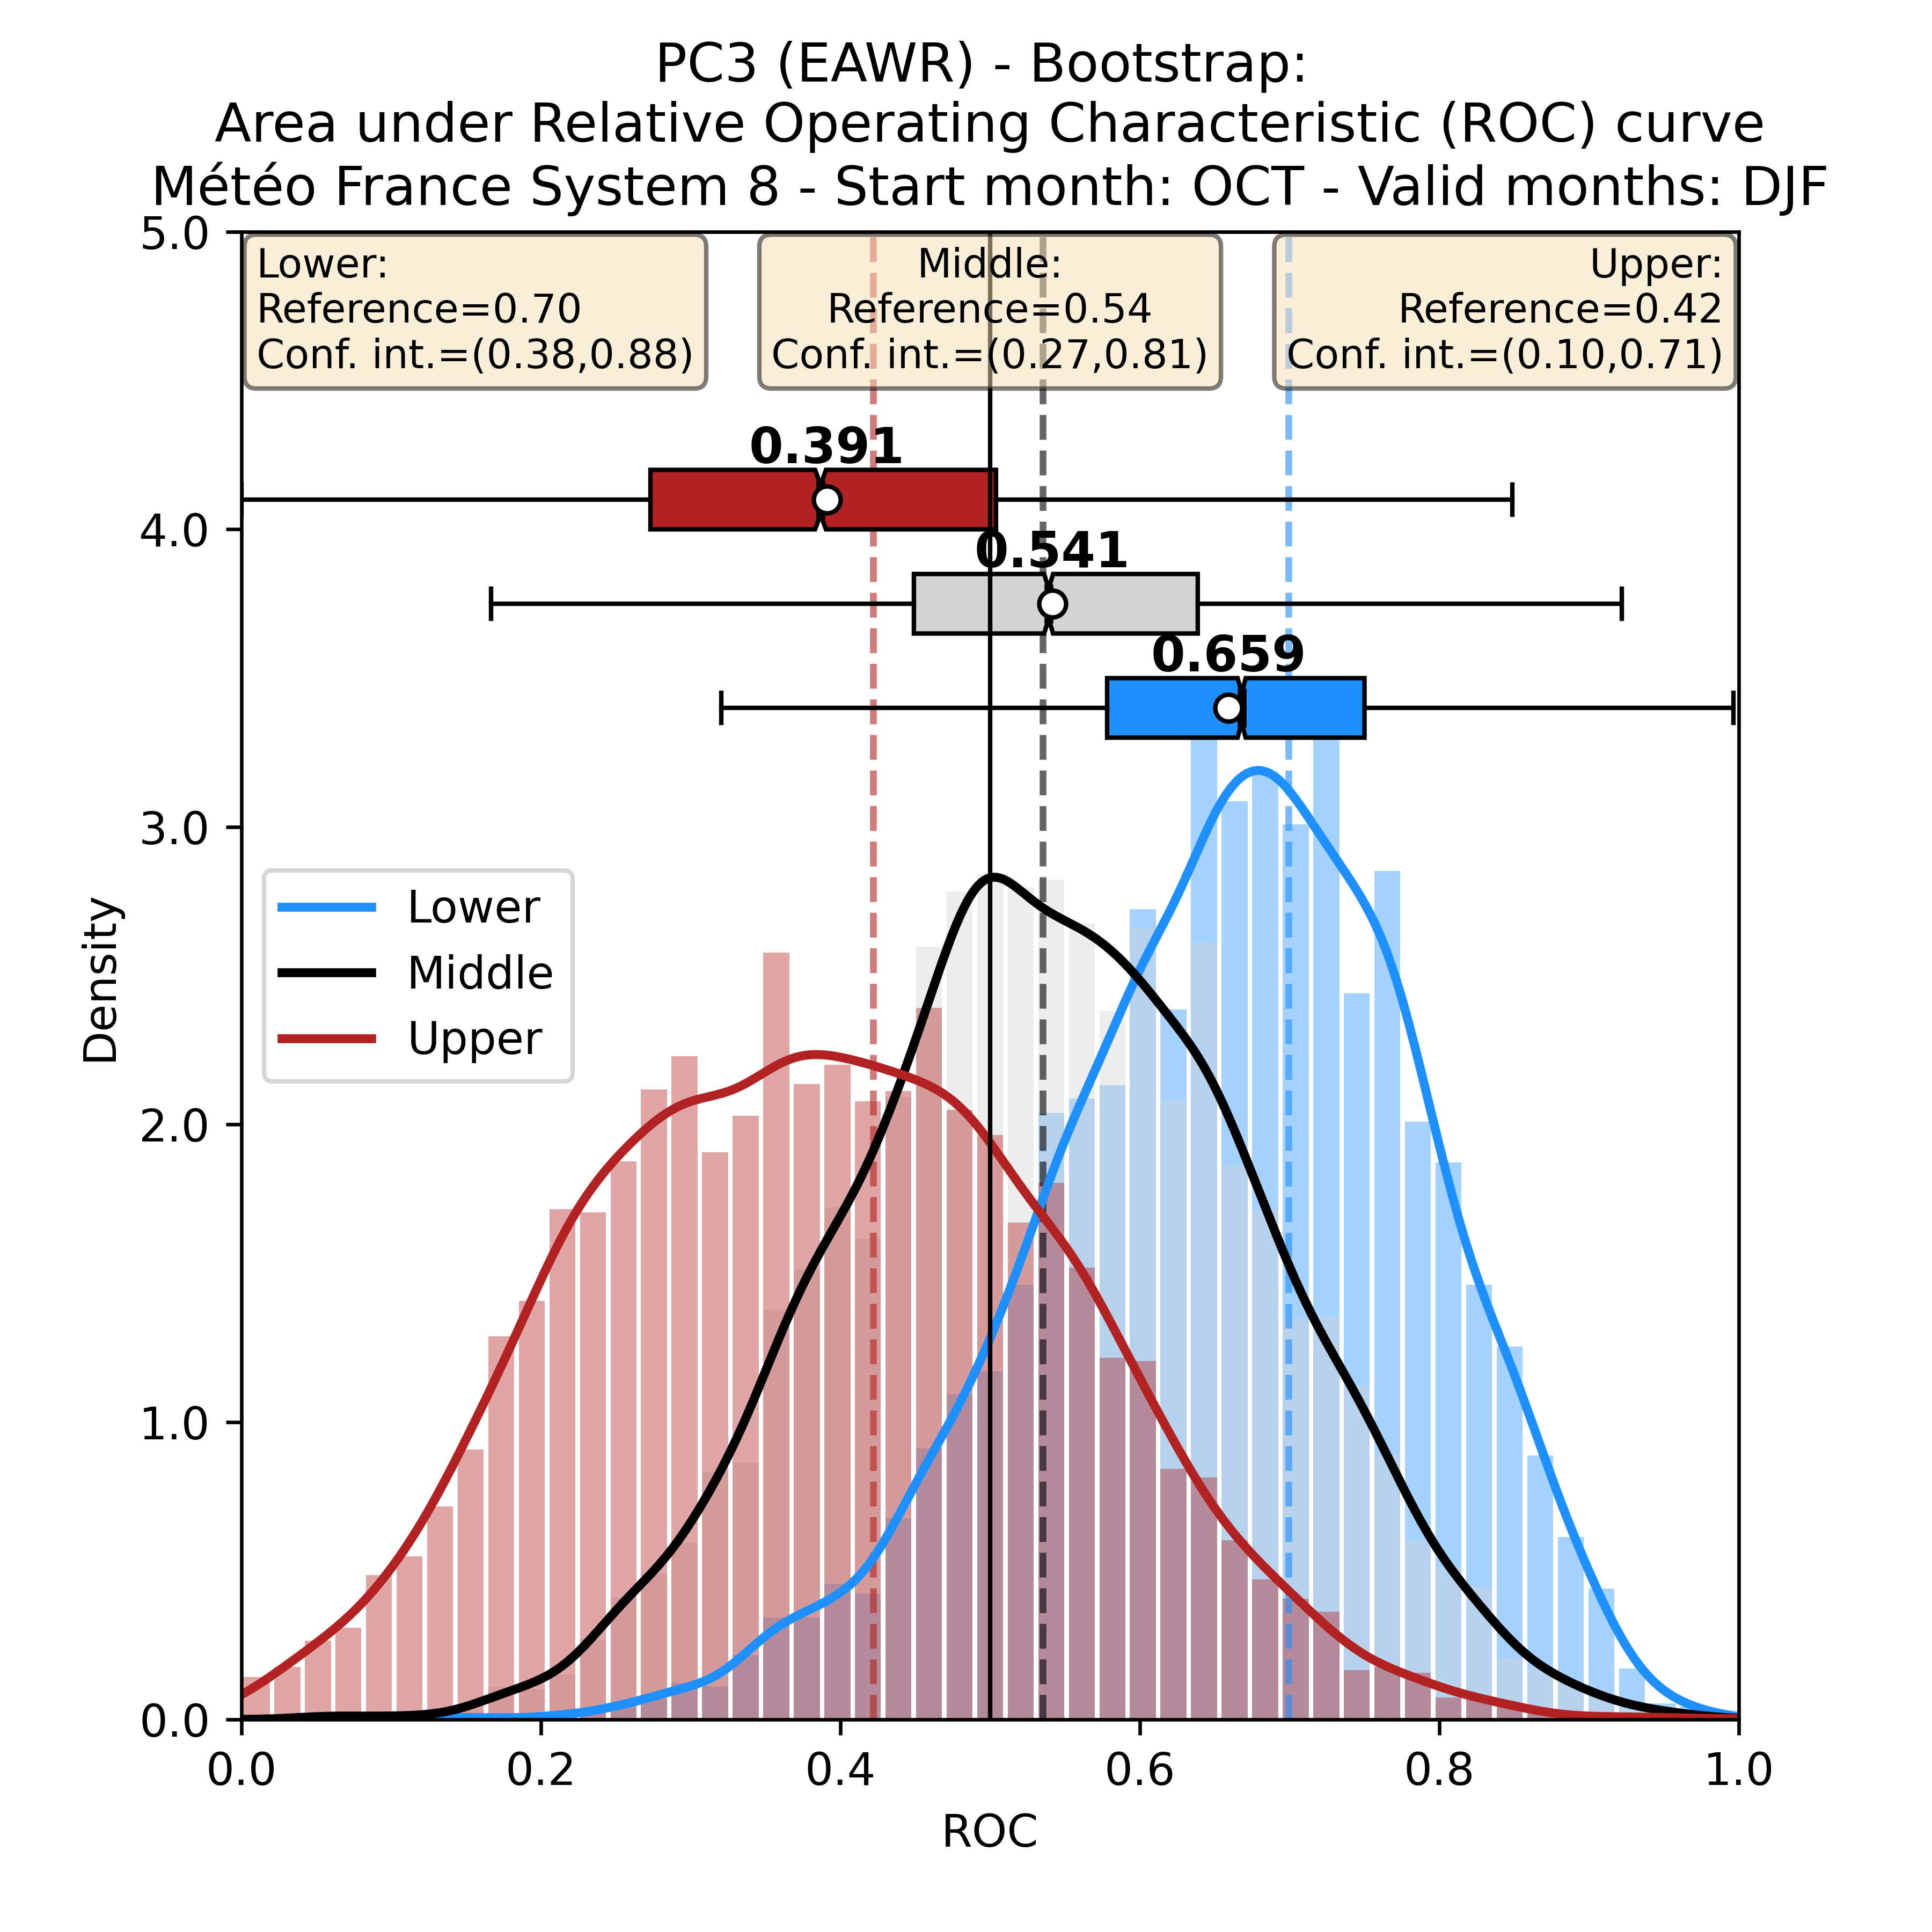 PC3 (EAWR) - Bootstrap:
Area under Relative Operating Characteristic (ROC) curve
Météo France System 8 - Start month: OCT - Valid months: DJF
Lower:
Reference=0.70
Conf. int.=(0.38,0.88)
Middle:
Reference=0.54
Conf. int.=(0.27,0.81)
Upper:
Reference=0.42
Conf. int.=(0.10,0.71)
0.391
0.541
0.659
Lower
Middle
Upper
Density
5.0
4.0
3.0
2.0
1.0
0.0
0.0 0.2 0.4 0.6 0.8 1.0
ROC